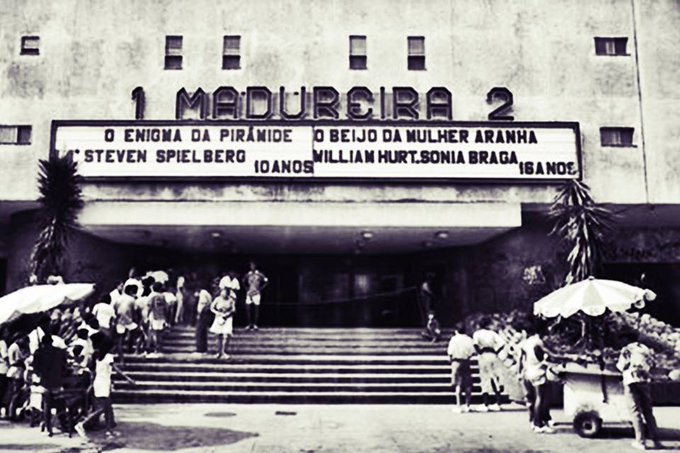 1 MADUREIRA 2
O ENIGMA DA PIRÂMIDE
STEVEN SPIELBERG
10 ANOS
O BEIJO DA MULHER ARANHA
WILLIAM HURT.SONIA BRAGA
16 ANOS